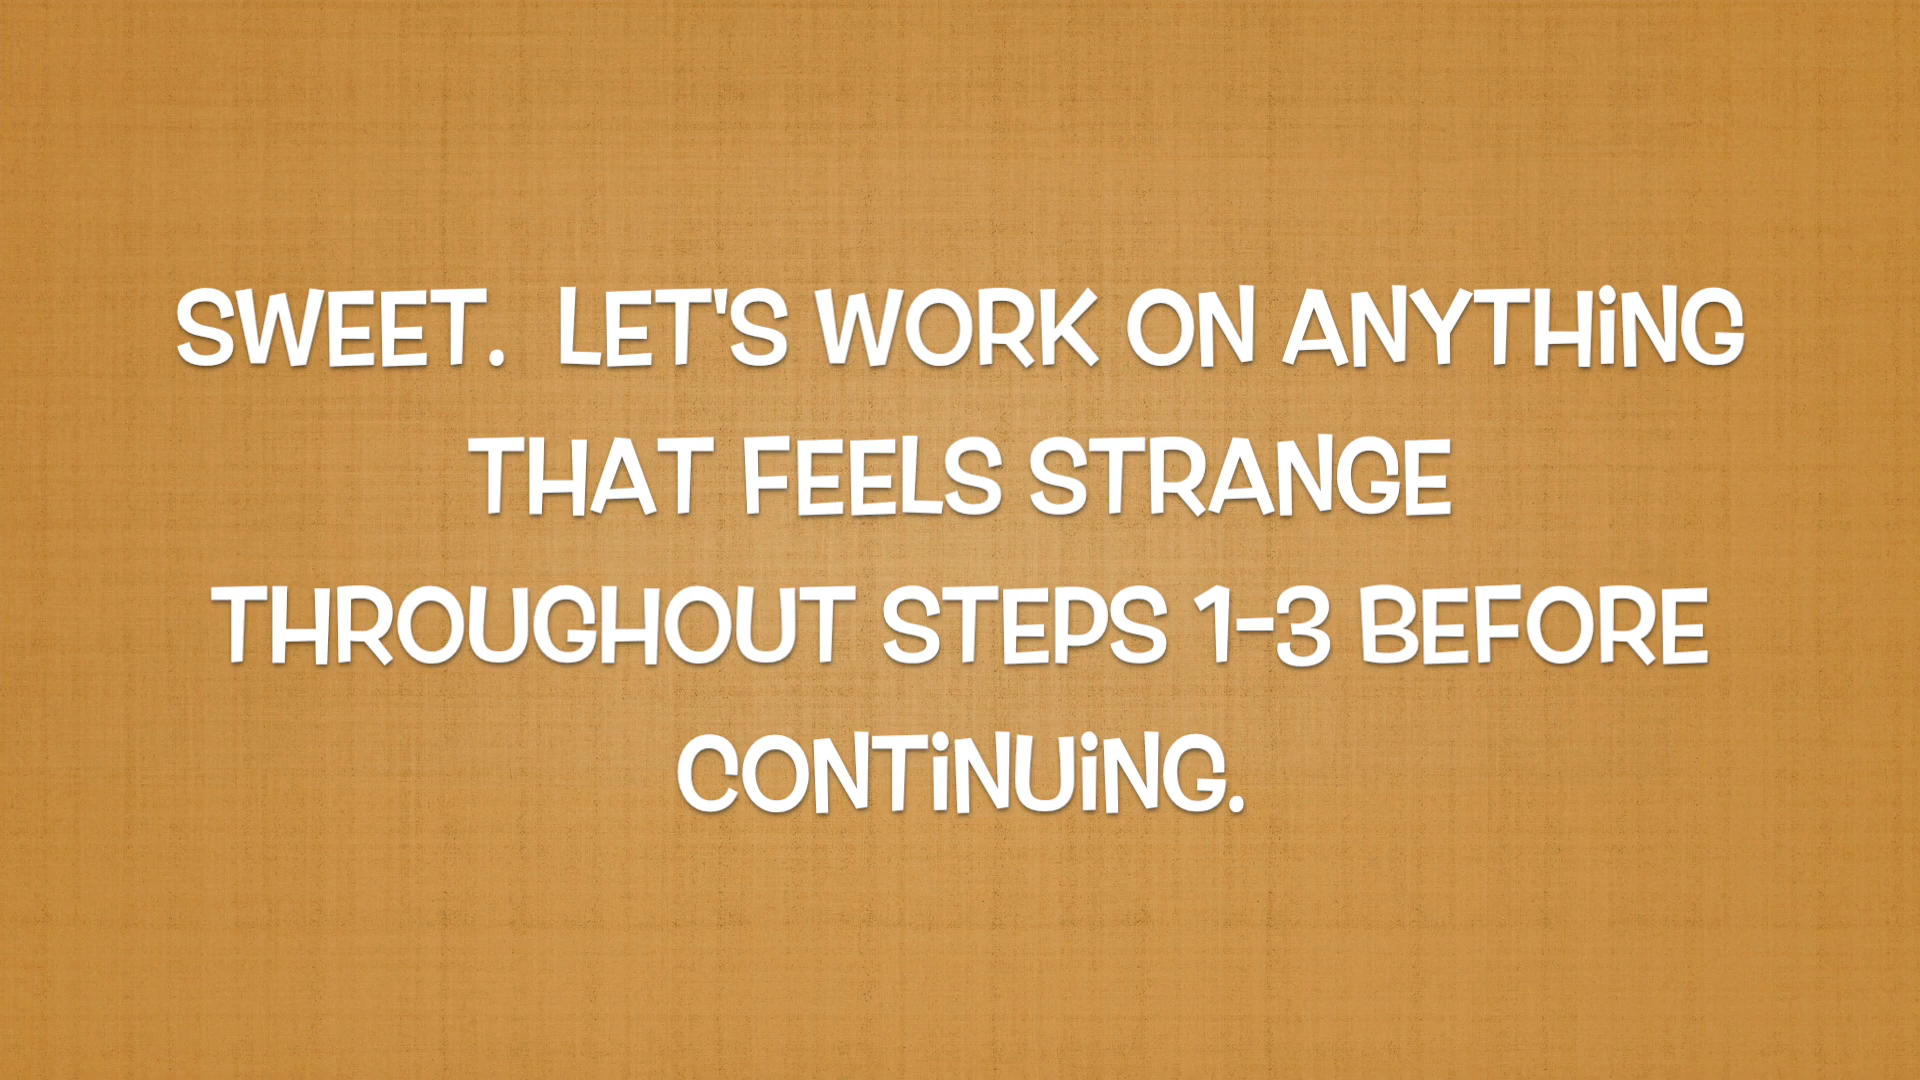 SWEET.  LET'S WORK ON ANYTHiNG
THAT FEELS STRANGE
THROUGHOUT STEPS 1-3 BEFORE
CONTiNUiNG.